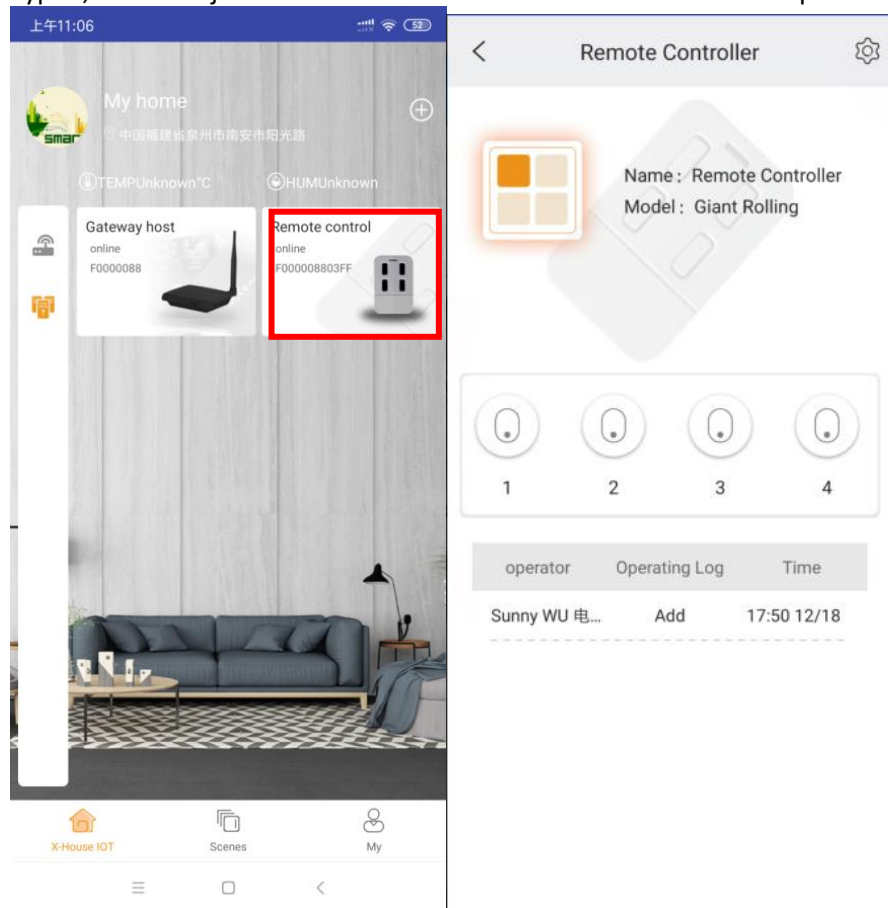 上午11:06
52
My home
中国福建省泉州市南安市阳光路
smar
TEMPUnknown°C
HUMUnknown
Gateway host
online
F0000088
Remote control
online
F000008803FF
X-House IOT
Scenes
My
Remote Controller
Name： Remote Controller
Model： Giant Rolling
1
2
3
4
operator Operating Log Time
Sunny WU 电... Add 17:50 12/18